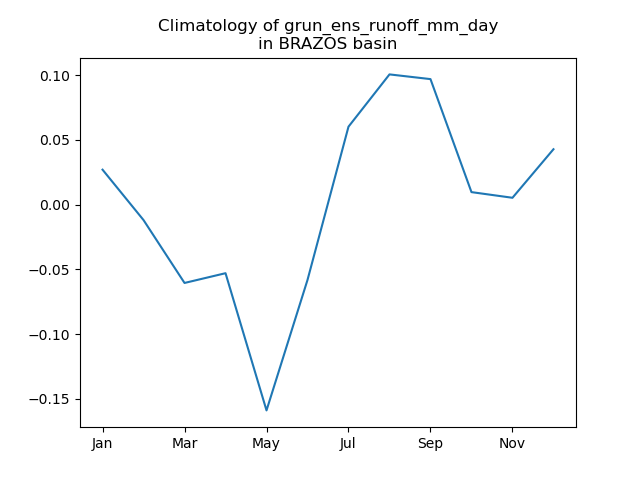 Climatology of grun_ens_runoff_mm_day
in BRAZOS basin
0.10
0.05
0.00
−0.05
−0.10
−0.15
Jan Mar May Jul Sep Nov